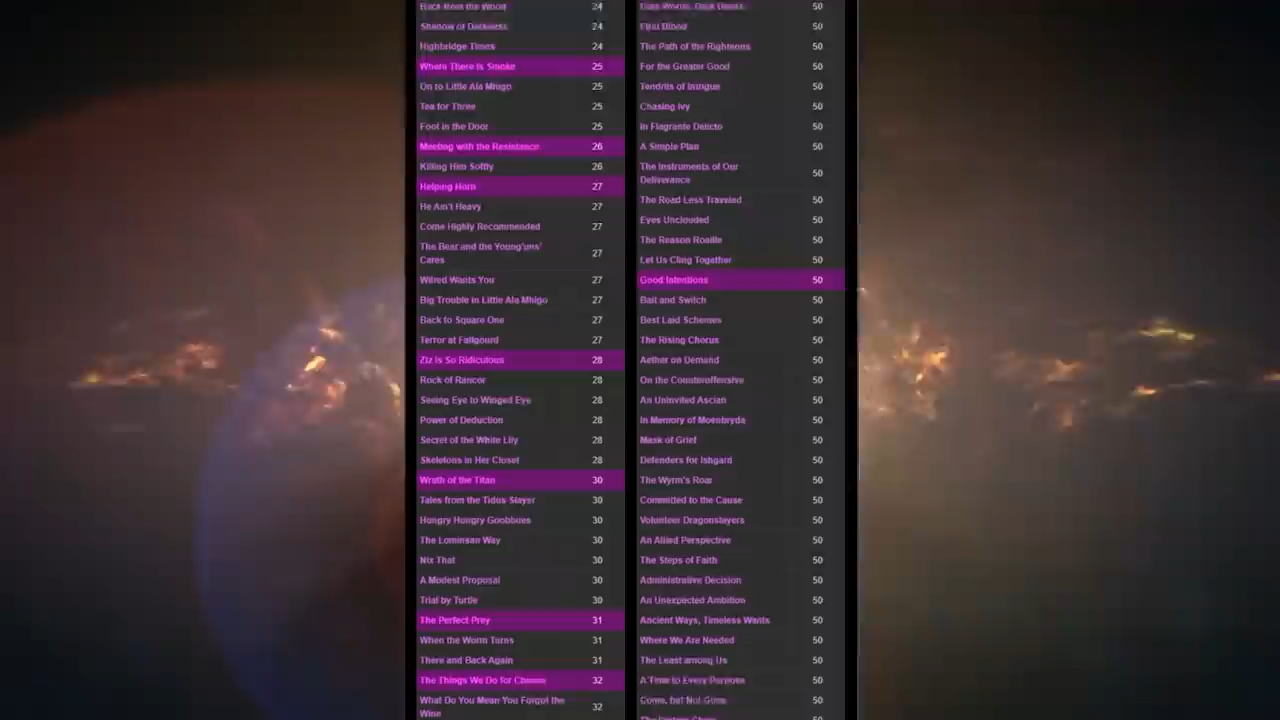 Back from the Wood 24
Shadow of Darkness 24
Highbridge Times 24
Where There Is Smoke 25
On to Little Ala Mhigo 25
Tea for Three 25
Foot in the Door 25
Meeting with the Resistance 26
Killing Him Softly 26
Helping Horn 27
He Ain't Heavy 27
Come Highly Recommended 27
The Bear and the Young'uns'
Cares 27
Wilred Wants You 27
Big Trouble in Little Ala Mhigo 27
Back to Square One 27
Terror at Fallgourd 27
Ziz Is So Ridiculous 28
Rock of Rancor 28
Seeing Eye to Winged Eye 28
Power of Deduction 28
Secret of the White Lily 28
Skeletons in Her Closet 28
Wrath of the Titan 30
Tales from the Tidus Slayer 30
Hungry Hungry Goobbues 30
The Lominsan Way 30
Nix That 30
A Modest Proposal 30
Trial by Turtle 30
The Perfect Prey 31
When the Worm Turns 31
There and Back Again 31
The Things We Do for Cheese 32
What Do You Mean You Forgot the
Wine 32
Dark Words, Dark Deeds 50
First Blood 50
The Path of the Righteous 50
For the Greater Good 50
Tendrils of Intrigue 50
Chasing Ivy 50
In Flagrante Delicto 50
A Simple Plan 50
The Instruments of Our
Deliverance 50
The Road Less Traveled 50
Eyes Unclouded 50
The Reason Roaille 50
Let Us Cling Together 50
Good Intentions 50
Bait and Switch 50
Best Laid Schemes 50
The Rising Chorus 50
Aether on Demand 50
On the Counteroffensive 50
An Uninvited Ascian 50
In Memory of Moenbryda 50
Mask of Grief 50
Defenders for Ishgard 50
The Wyrm's Roar 50
Committed to the Cause 50
Volunteer Dragonslayers 50
An Allied Perspective 50
The Steps of Faith 50
Administrative Decision 50
An Unexpected Ambition 50
Ancient Ways, Timeless Wants 50
Where We Are Needed 50
The Least among Us 50
A Time to Every Purpose 50
Come, but Not Gone 50
50